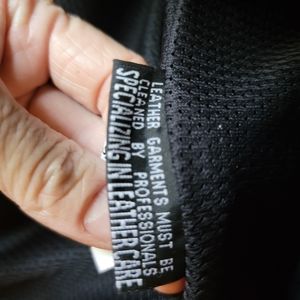 LEATHER GARMENTS MUST BE
CLEANED BY PROFESSIONALS
SPECIALIZING IN LEATHER CARE